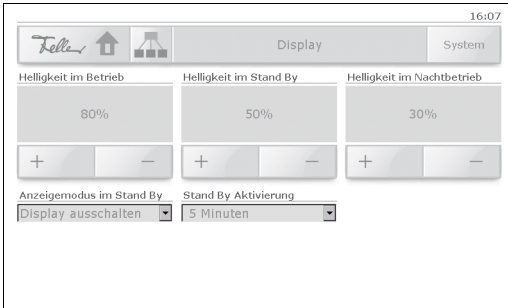 16:07
Feller Display System
Helligkeit im Betrieb Helligkeit im Stand By Helligkeit im Nachtbetrieb
80% 50% 30%
+ − + − + −
Anzeigemodus im Stand By Stand By Aktivierung
Display ausschalten 5 Minuten